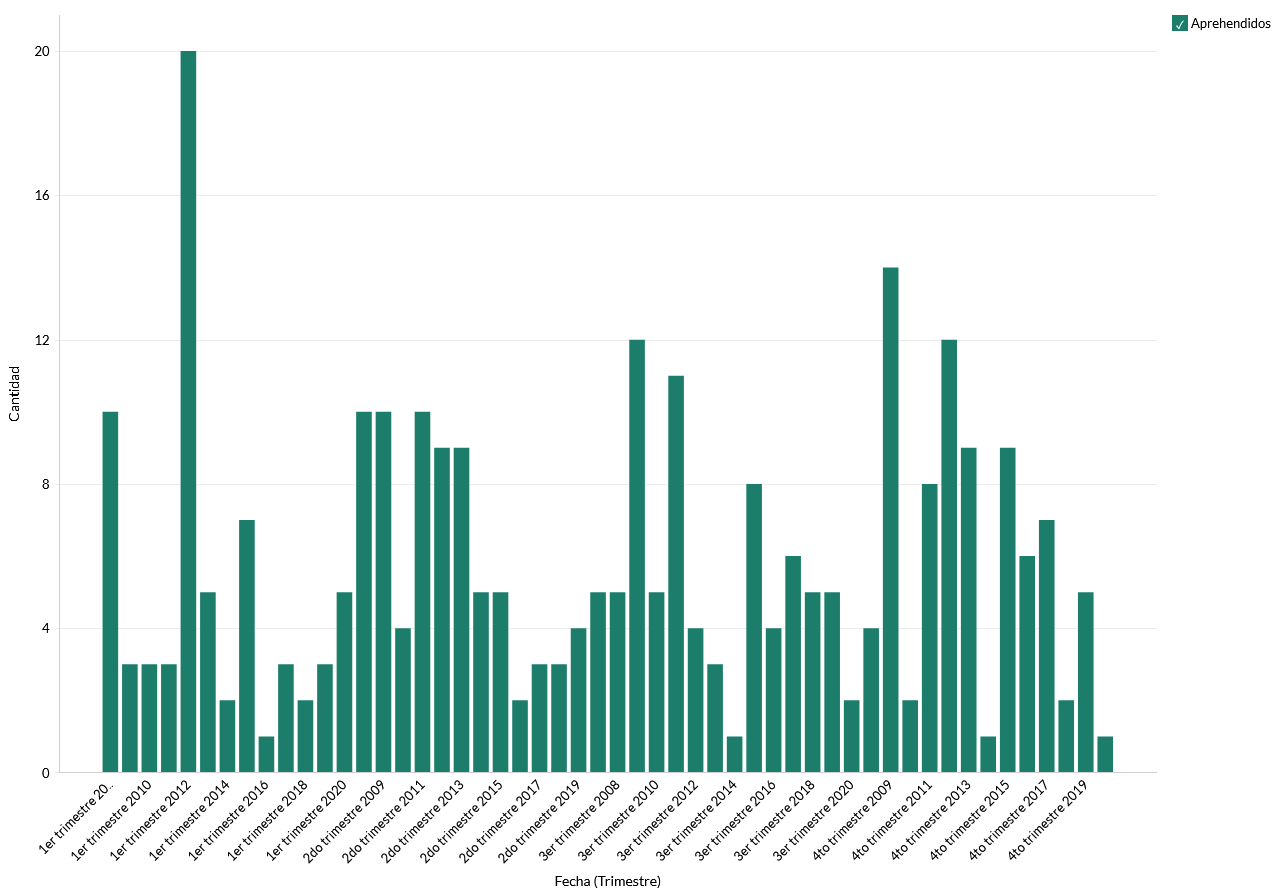 Aprehendidos
Cantidad
20
16
12
8
4
0
1er trimestre 20..
1er trimestre 2010
1er trimestre 2012
1er trimestre 2014
1er trimestre 2016
1er trimestre 2018
1er trimestre 2020
2do trimestre 2009
2do trimestre 2011
2do trimestre 2013
2do trimestre 2015
2do trimestre 2017
2do trimestre 2019
3er trimestre 2008
3er trimestre 2010
3er trimestre 2012
3er trimestre 2014
3er trimestre 2016
3er trimestre 2018
3er trimestre 2020
4to trimestre 2009
4to trimestre 2011
4to trimestre 2013
4to trimestre 2015
4to trimestre 2017
4to trimestre 2019
Fecha (Trimestre)